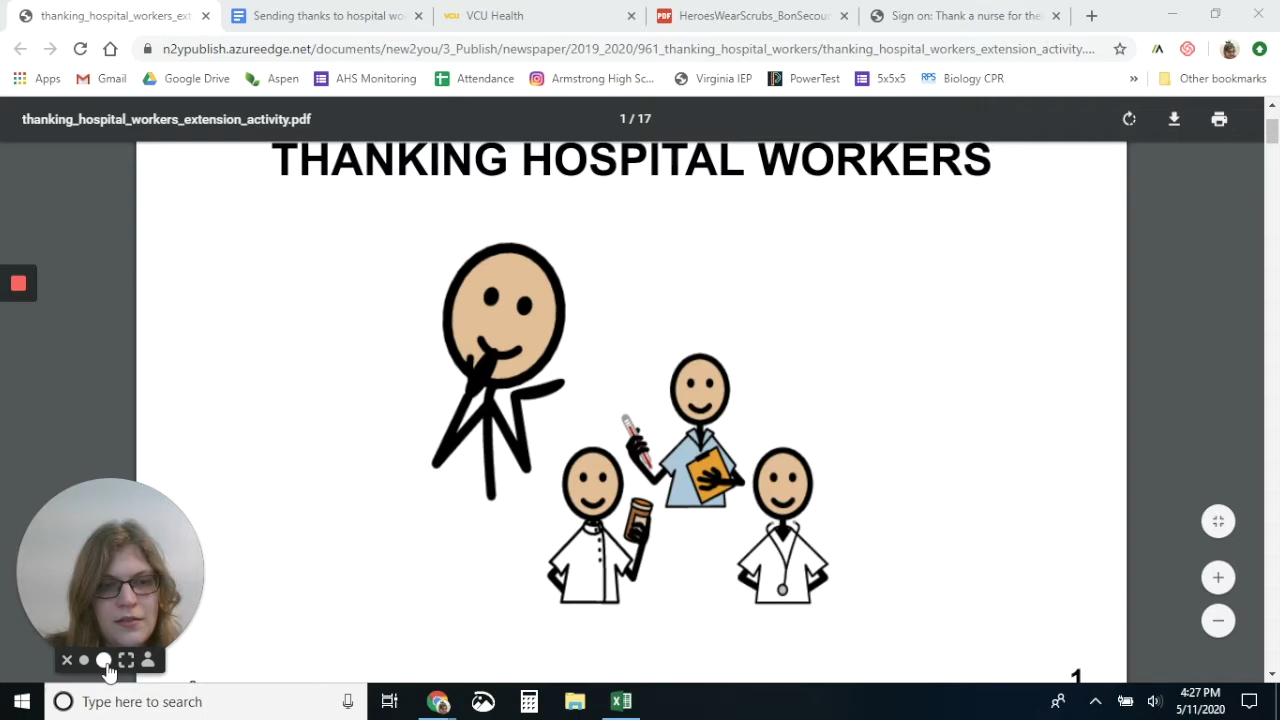 thanking_hospital_workers_ext
Sending thanks to hospital w
VCU
VCU Health
PDF
HeroesWearScrubs_BonSecour
Sign on: Thank a nurse for the
n2ypublish.azureedge.net/documents/new2you/3_Publish/newspaper/2019_2020/961_thanking_hospital_workers/thanking_hospital_workers_extension_activity....
Apps
Gmail
Google Drive
Aspen
AHS Monitoring
Attendance
Armstrong High Sc...
Virginia IEP
PowerTest
5x5x5
RPS
Biology CPR
»
Other bookmarks
thanking_hospital_workers_extension_activity.pdf
1 / 17
THANKING HOSPITAL WORKERS
1
Type here to search
4:27 PM
5/11/2020